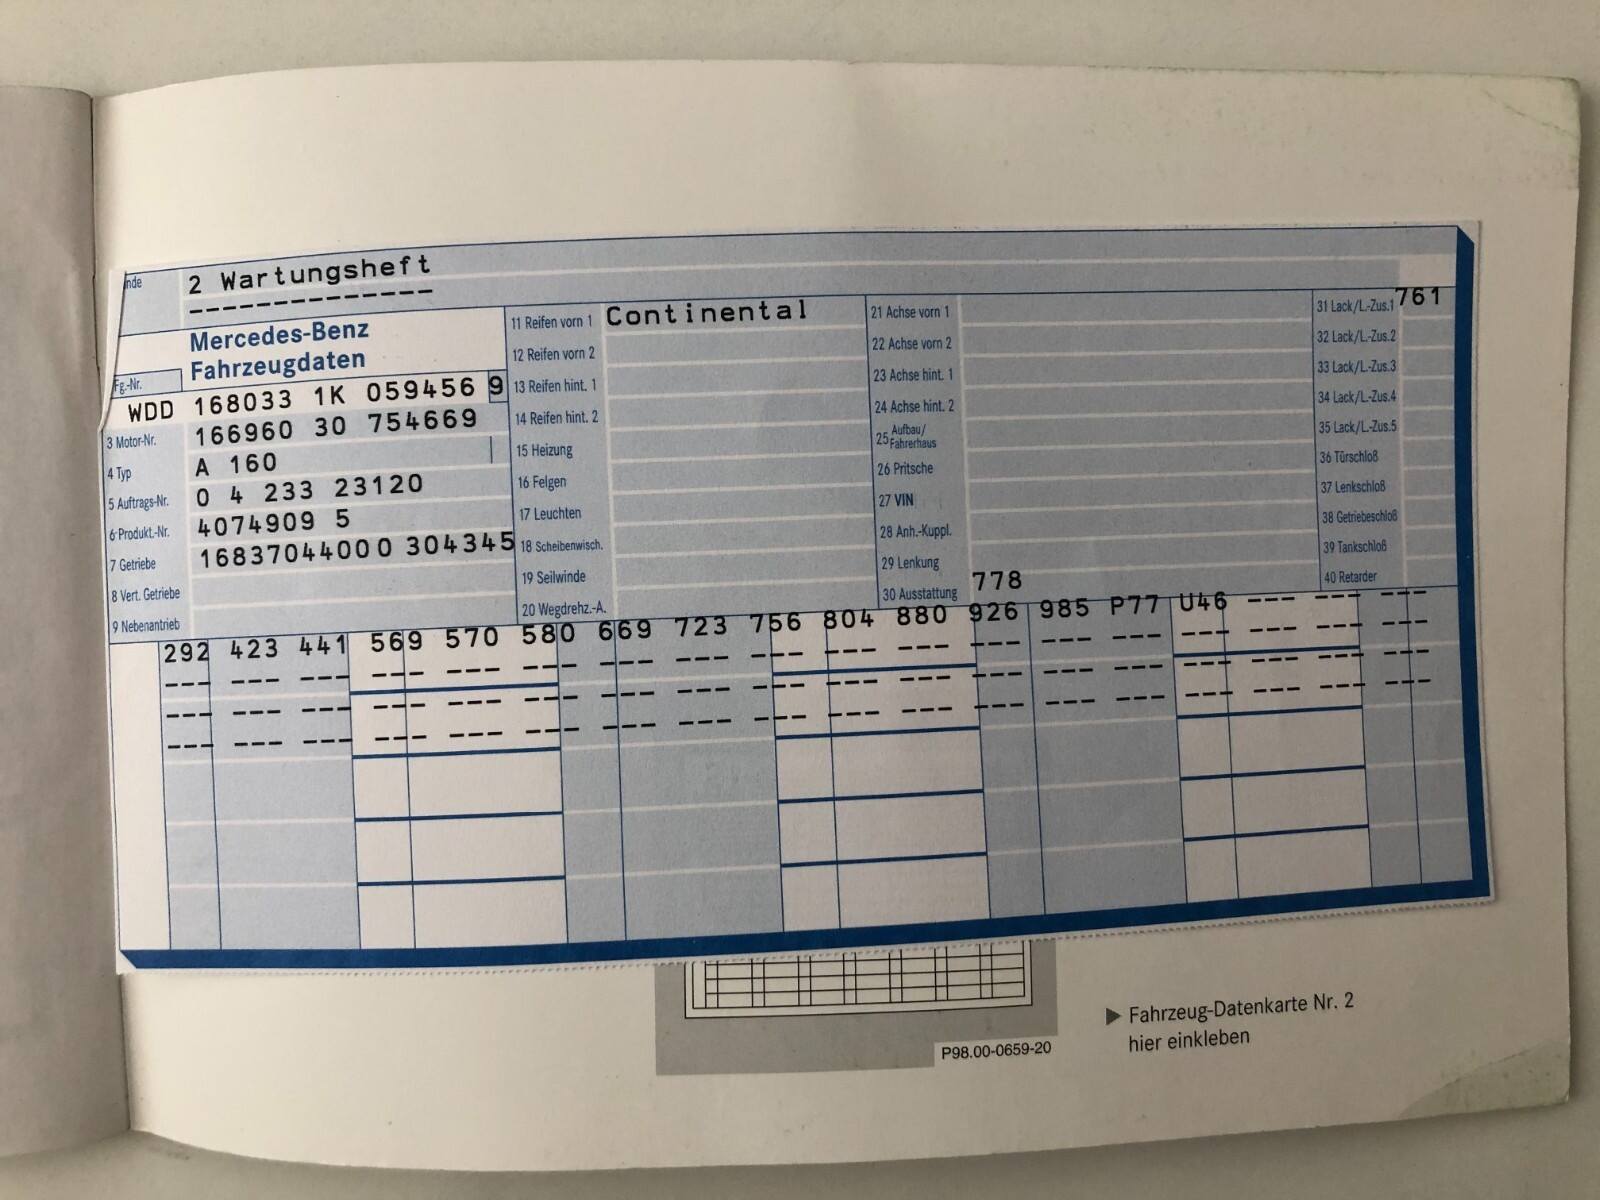 nde
2 Wartungsheft
------------
Mercedes-Benz
Fahrzeugdaten
Fg.-Nr.
WDD 168033 1K 059456 9
3 Motor-Nr. 166960 30 754669
4 Typ A 160
5 Auftrags-Nr. 0 4 233 23120
6 Produkt.-Nr. 4074909 5
7 Getriebe 16837044000 304345
8 Vert. Getriebe
9 Nebenantrieb
11 Reifen vorn 1 Continental
12 Reifen vorn 2
13 Reifen hint. 1
14 Reifen hint. 2
15 Heizung
16 Felgen
17 Leuchten
18 Scheibenwisch.
19 Seilwinde
20 Wegdrehz.-A.
21 Achse vorn 1
22 Achse vorn 2
23 Achse hint. 1
24 Achse hint. 2
25 Aufbau/
Fahrerhaus
26 Pritsche
27 VIN
28 Anh.-Kuppl.
29 Lenkung
30 Ausstattung 778
31 Lack/L.-Zus.1 761
32 Lack/L.-Zus.2
33 Lack/L.-Zus.3
34 Lack/L.-Zus.4
35 Lack/L.-Zus.5
36 Türschloß
37 Lenkschloß
38 Getriebeschloß
39 Tankschloß
40 Retarder
292 423 441 569 570 580 669 723 756 804 880 926 985 P77 U46 --- --- ---
--- --- --- --- --- --- --- --- --- --- --- --- --- --- --- --- --- ---
--- --- --- --- --- --- --- --- --- --- --- --- --- --- --- --- --- ---
--- --- --- --- --- --- --- --- --- --- --- --- --- --- --- --- --- ---
P98.00-0659-20
▶ Fahrzeug-Datenkarte Nr. 2
hier einkleben